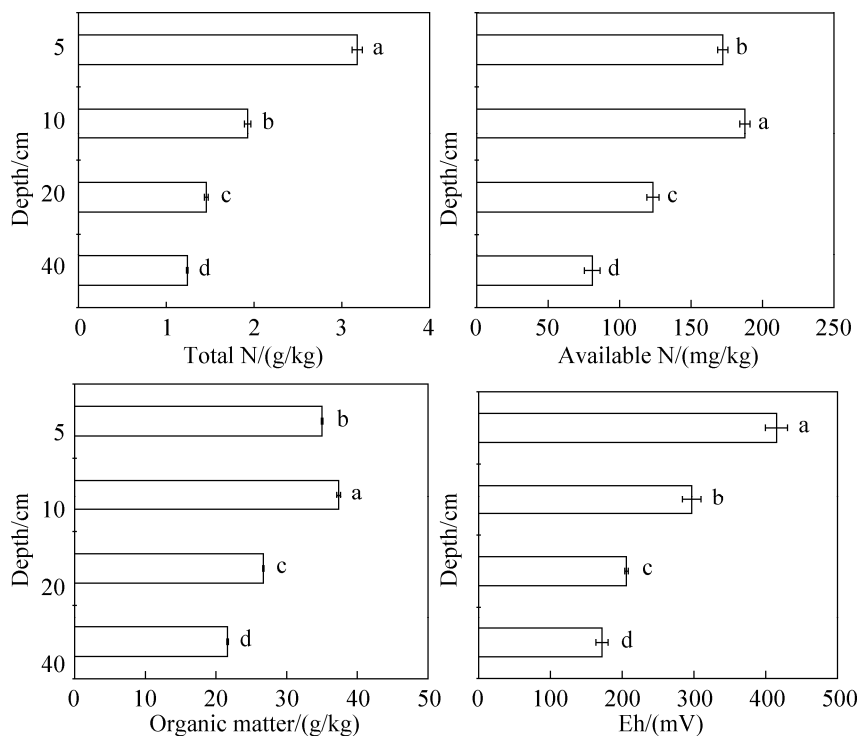 5
a
10
b
20
c
40
d
Depth/cm
0 1 2 3 4
Total N/(g/kg)
b
a
c
d
Depth/cm
0 50 100 150 200 250
Available N/(mg/kg)
5
b
10
a
20
c
40
d
Depth/cm
0 10 20 30 40 50
Organic matter/(g/kg)
a
b
c
d
Depth/cm
0 100 200 300 400 500
Eh/(mV)